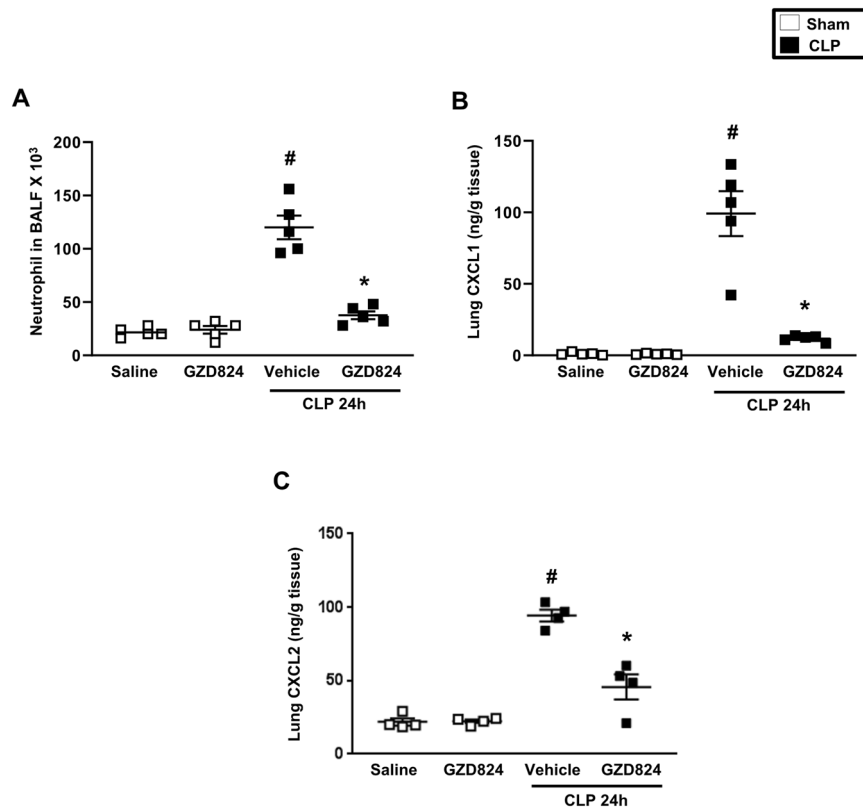 Sham
CLP
A
Neutrophil in BALF X 10³
200
150
100
50
0
#
*
Saline GZD824 Vehicle GZD824
CLP 24h
B
Lung CXCL1 (ng/g tissue)
150
100
50
0
#
*
Saline GZD824 Vehicle GZD824
CLP 24h
C
Lung CXCL2 (ng/g tissue)
150
100
50
0
#
*
Saline GZD824 Vehicle GZD824
CLP 24h